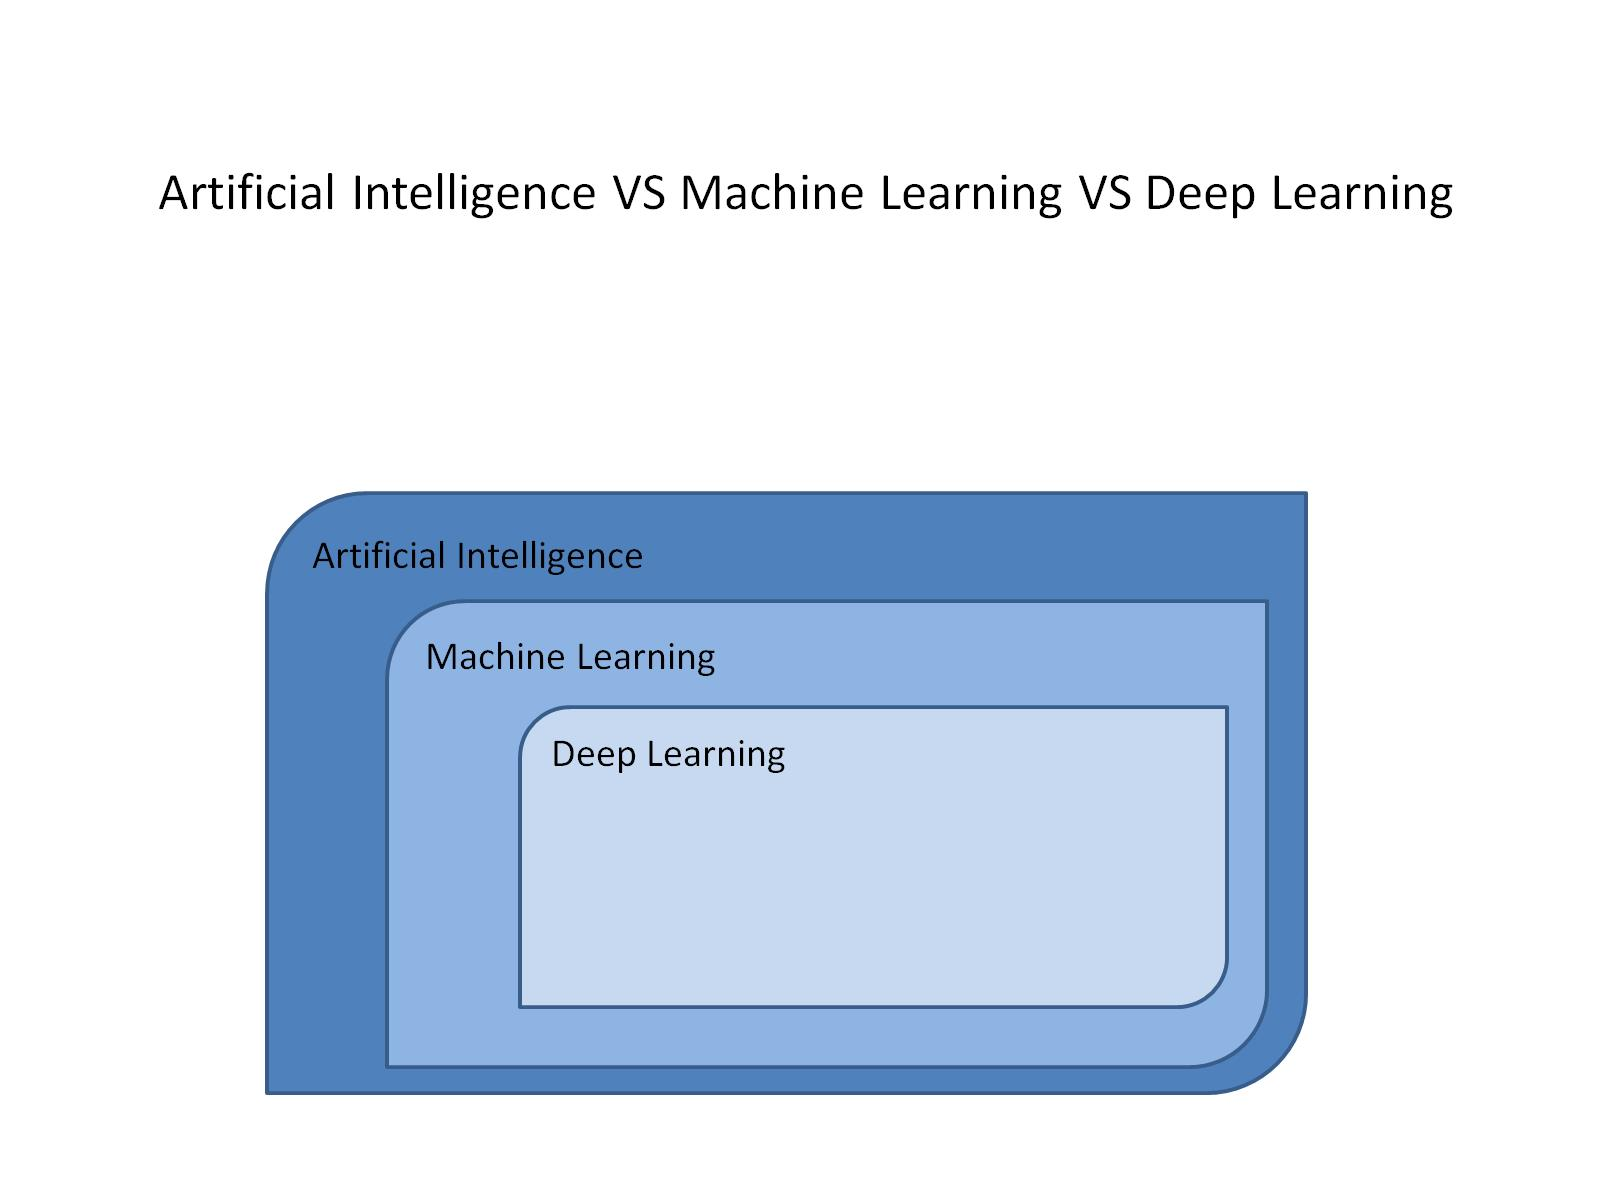 Artificial Intelligence VS Machine Learning VS Deep Learning
Artificial Intelligence
Machine Learning
Deep Learning